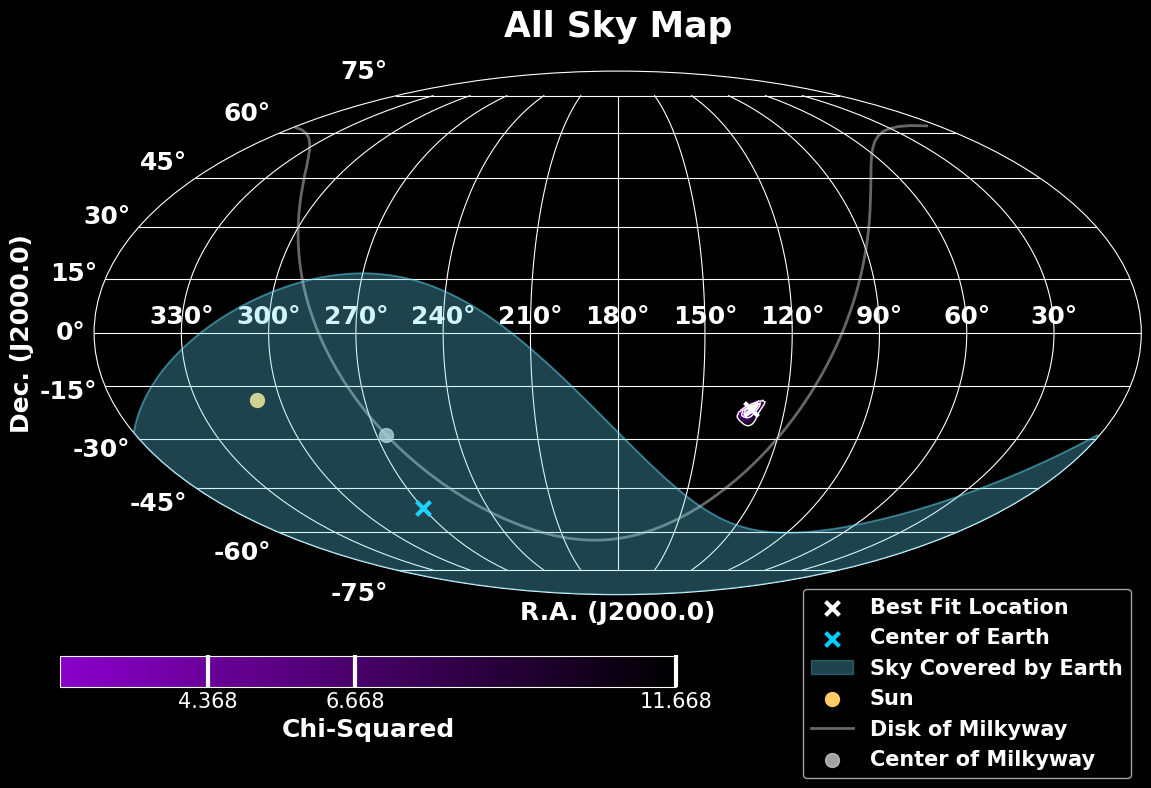 All Sky Map
75°
60°
45°
30°
15°
0°
-15°
-30°
-45°
-60°
-75°
330° 300° 270° 240° 210° 180° 150° 120° 90° 60° 30°
Dec. (J2000.0)
R.A. (J2000.0)
4.368 6.668 11.668
Chi-Squared
Best Fit Location
Center of Earth
Sky Covered by Earth
Sun
Disk of Milkyway
Center of Milkyway